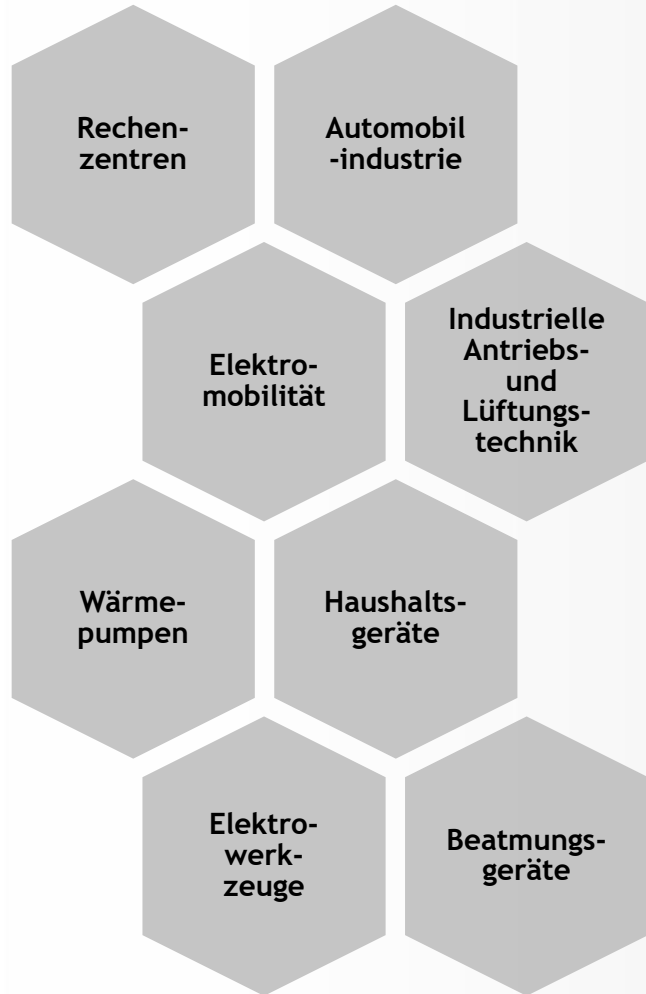 Rechen-
zentren
Automobil
-industrie
Elektro-
mobilität
Industrielle
Antriebs-
und
Lüftungs-
technik
Wärme-
pumpen
Haushalts-
geräte
Elektro-
werk-
zeuge
Beatmungs-
geräte